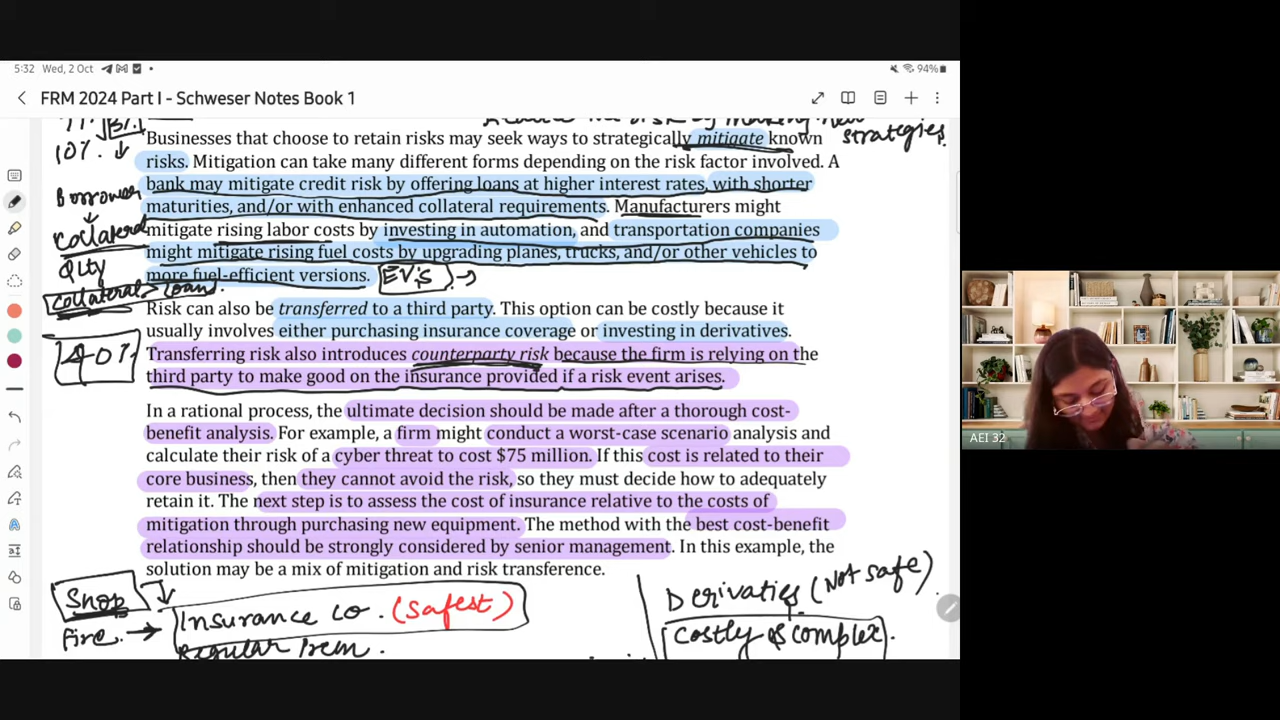 5:32 Wed, 2 Oct
94%
FRM 2024 Part I - Schweser Notes Book 1
strategies.
10%. ↓
Businesses that choose to retain risks may seek ways to strategically mitigate known
risks. Mitigation can take many different forms depending on the risk factor involved. A
bank may mitigate credit risk by offering loans at higher interest rates, with shorter
maturities, and/or with enhanced collateral requirements. Manufacturers might
mitigate rising labor costs by investing in automation, and transportation companies
might mitigate rising fuel costs by upgrading planes, trucks, and/or other vehicles to
more fuel-efficient versions. EV's →
Borrower
↓
Collateral
Qlty
Collateral > Loan
40%
Risk can also be transferred to a third party. This option can be costly because it
usually involves either purchasing insurance coverage or investing in derivatives.
Transferring risk also introduces counterparty risk because the firm is relying on the
third party to make good on the insurance provided if a risk event arises.
In a rational process, the ultimate decision should be made after a thorough cost-
benefit analysis. For example, a firm might conduct a worst-case scenario analysis and
calculate their risk of a cyber threat to cost $75 million. If this cost is related to their
core business, then they cannot avoid the risk, so they must decide how to adequately
retain it. The next step is to assess the cost of insurance relative to the costs of
mitigation through purchasing new equipment. The method with the best cost-benefit
relationship should be strongly considered by senior management. In this example, the
solution may be a mix of mitigation and risk transference.
Shop
Fire. →
Insurance co. (Safest)
Regular Prem.
Derivaties (Not safe)
Costly & complex.
AEI 32